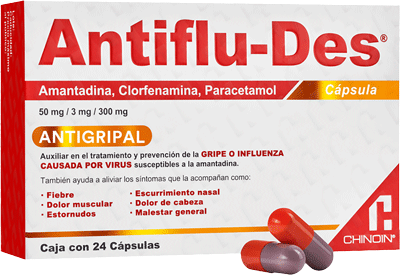 Antiflu-Des®
Amantadina, Clorfenamina, Paracetamol
Cápsula
50 mg / 3 mg / 300 mg
ANTIGRIPAL
Auxiliar en el tratamiento y prevención de la GRIPE O INFLUENZA
CAUSADA POR VIRUS susceptibles a la amantadina.
También ayuda a aliviar los síntomas que la acompañan como:
• Fiebre
• Dolor muscular
• Estornudos
• Escurrimiento nasal
• Dolor de cabeza
• Malestar general
Caja con 24 Cápsulas
CHINOIN®